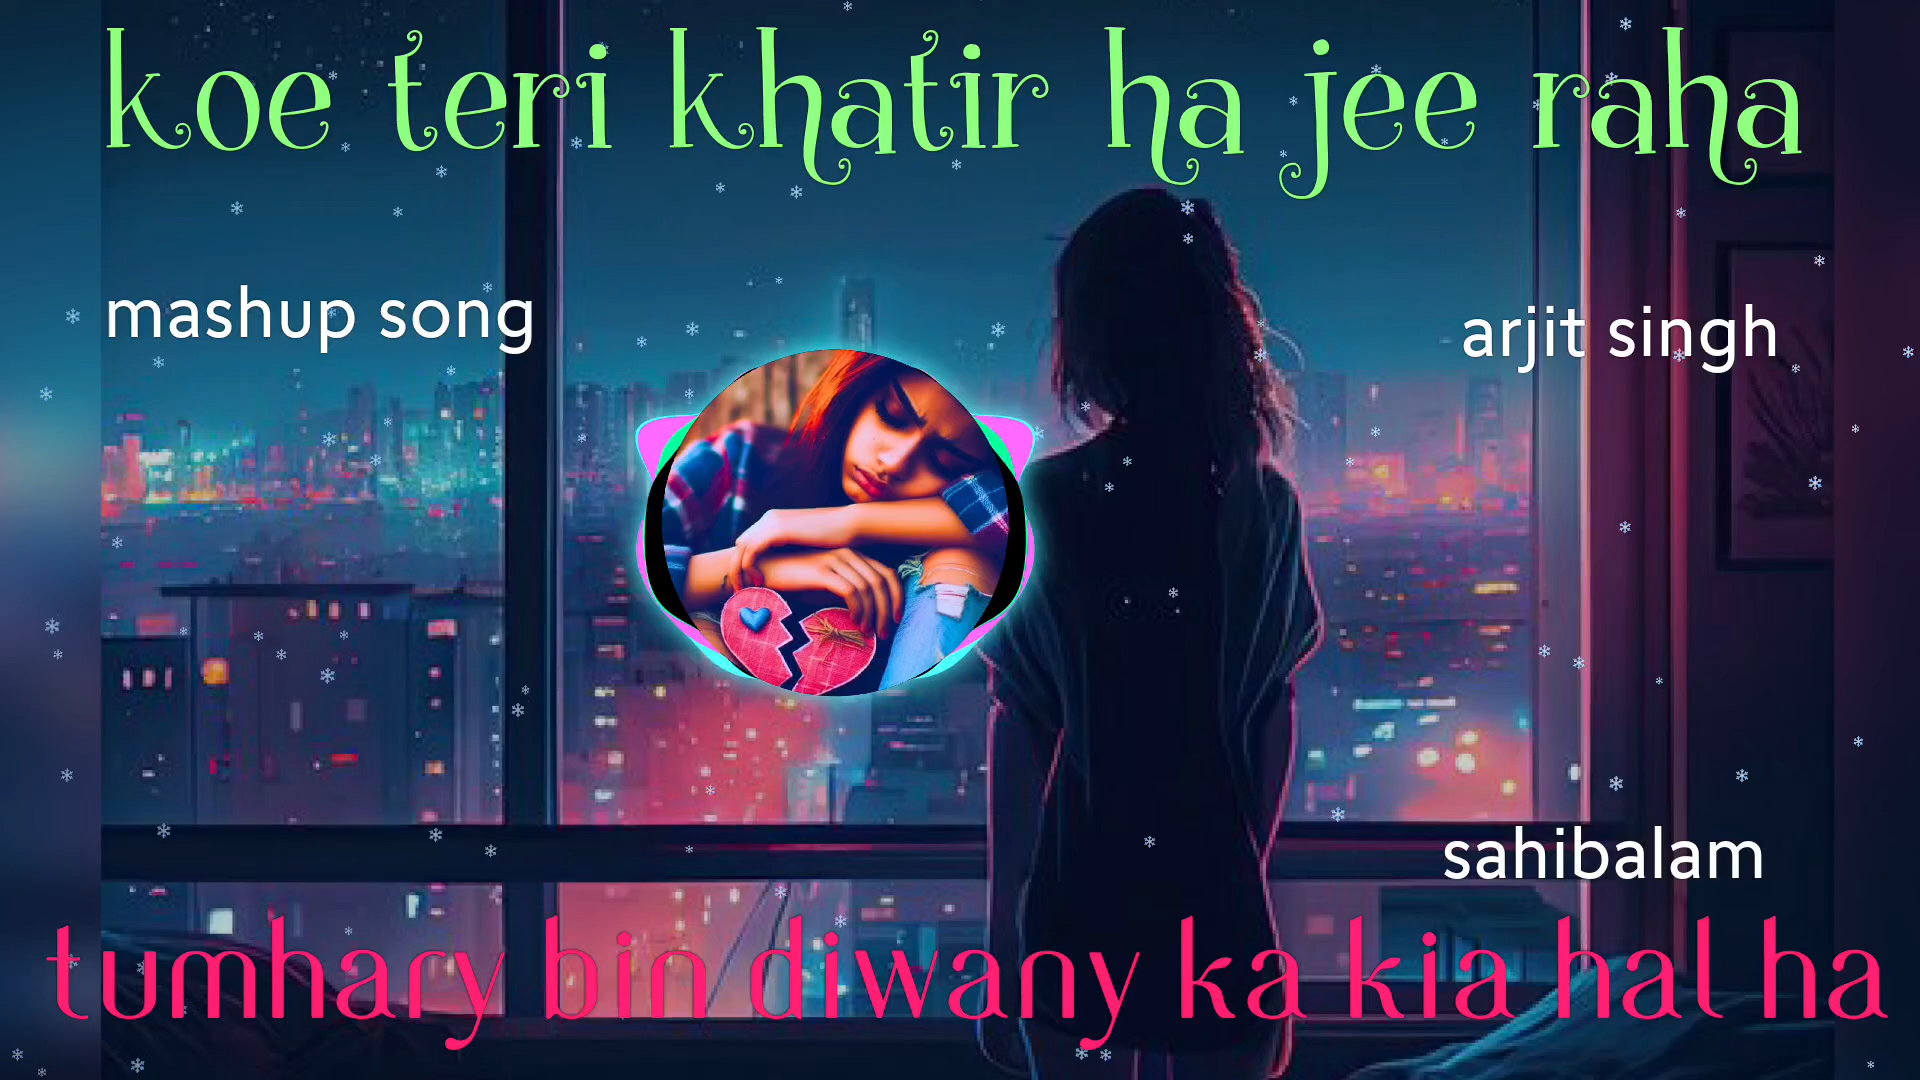 koe teri khatir ha jee raha
mashup song
arjit singh
sahibalam
tumhary bin diwany ka kia hal ha